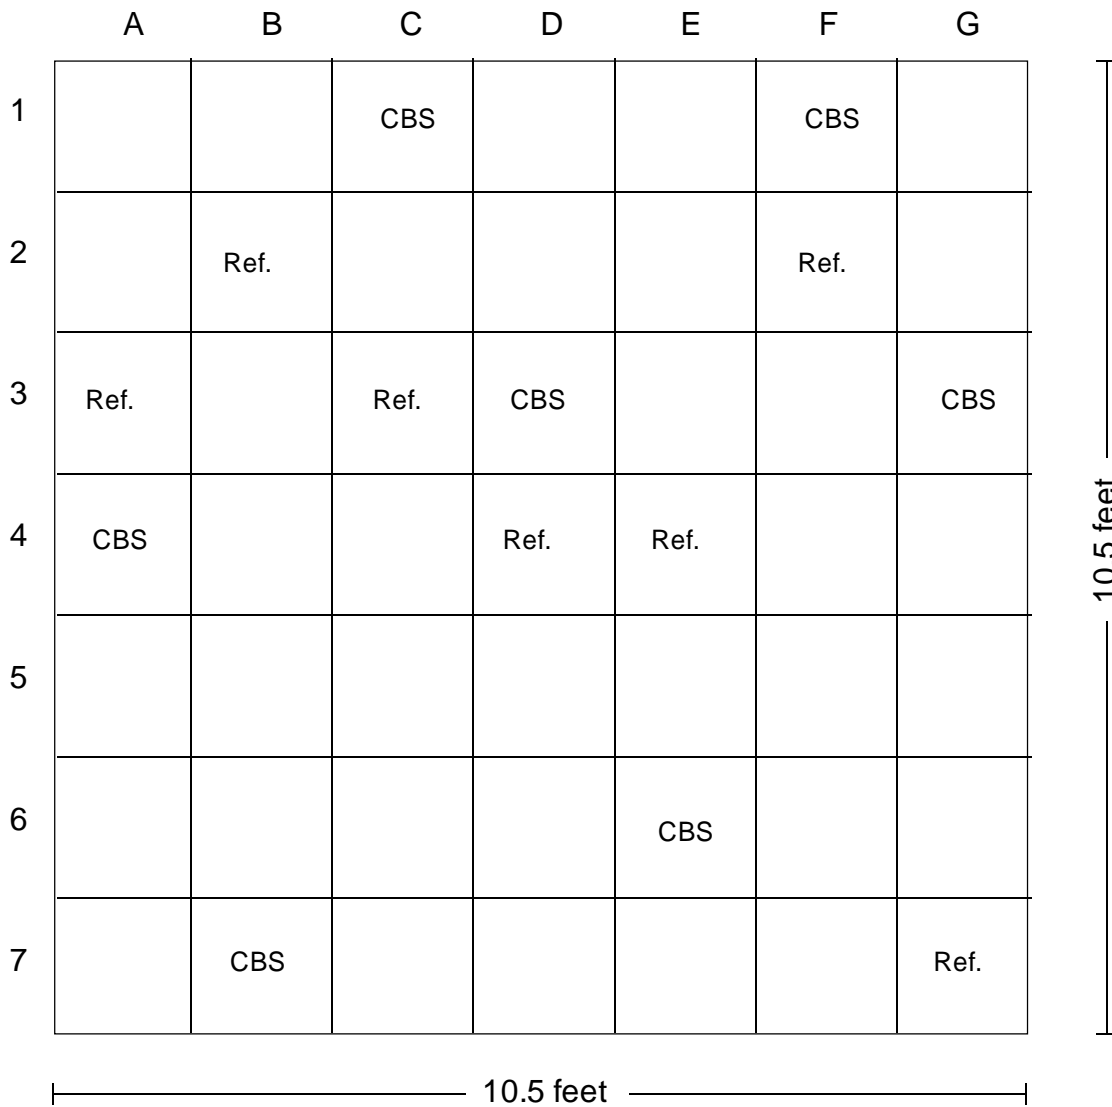 A B C D E F G
1 CBS CBS
2 Ref. Ref.
3 Ref. Ref. CBS CBS
4 CBS Ref. Ref.
5
6 CBS
7 CBS Ref.
10.5 feet
10.5 feet